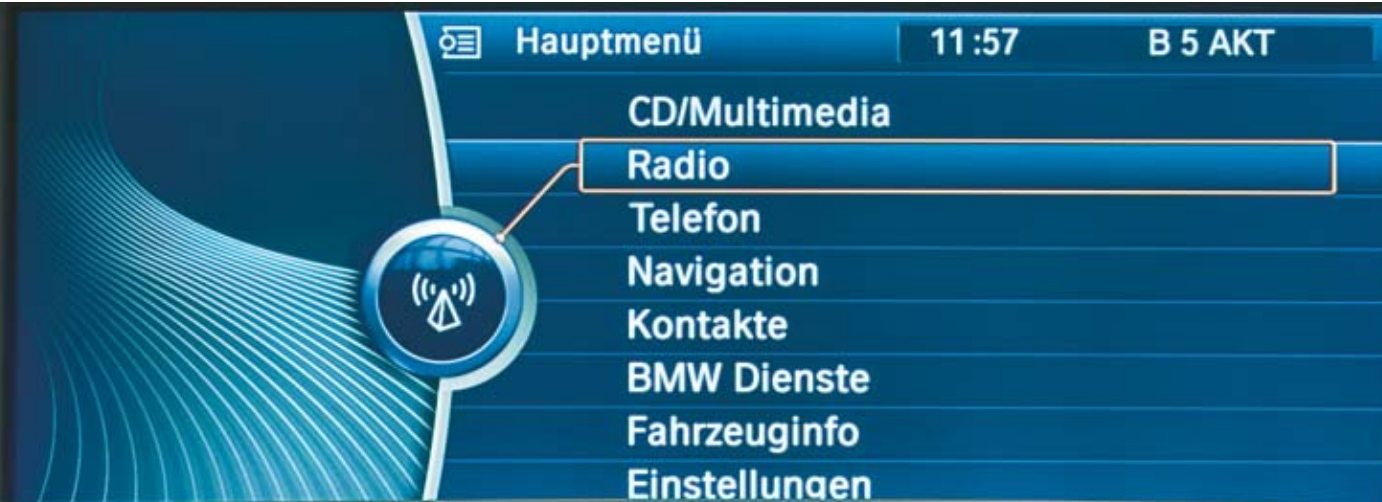 Hauptmenü 11:57 B 5 AKT
CD/Multimedia
Radio
Telefon
Navigation
Kontakte
BMW Dienste
Fahrzeuginfo
Einstellungen